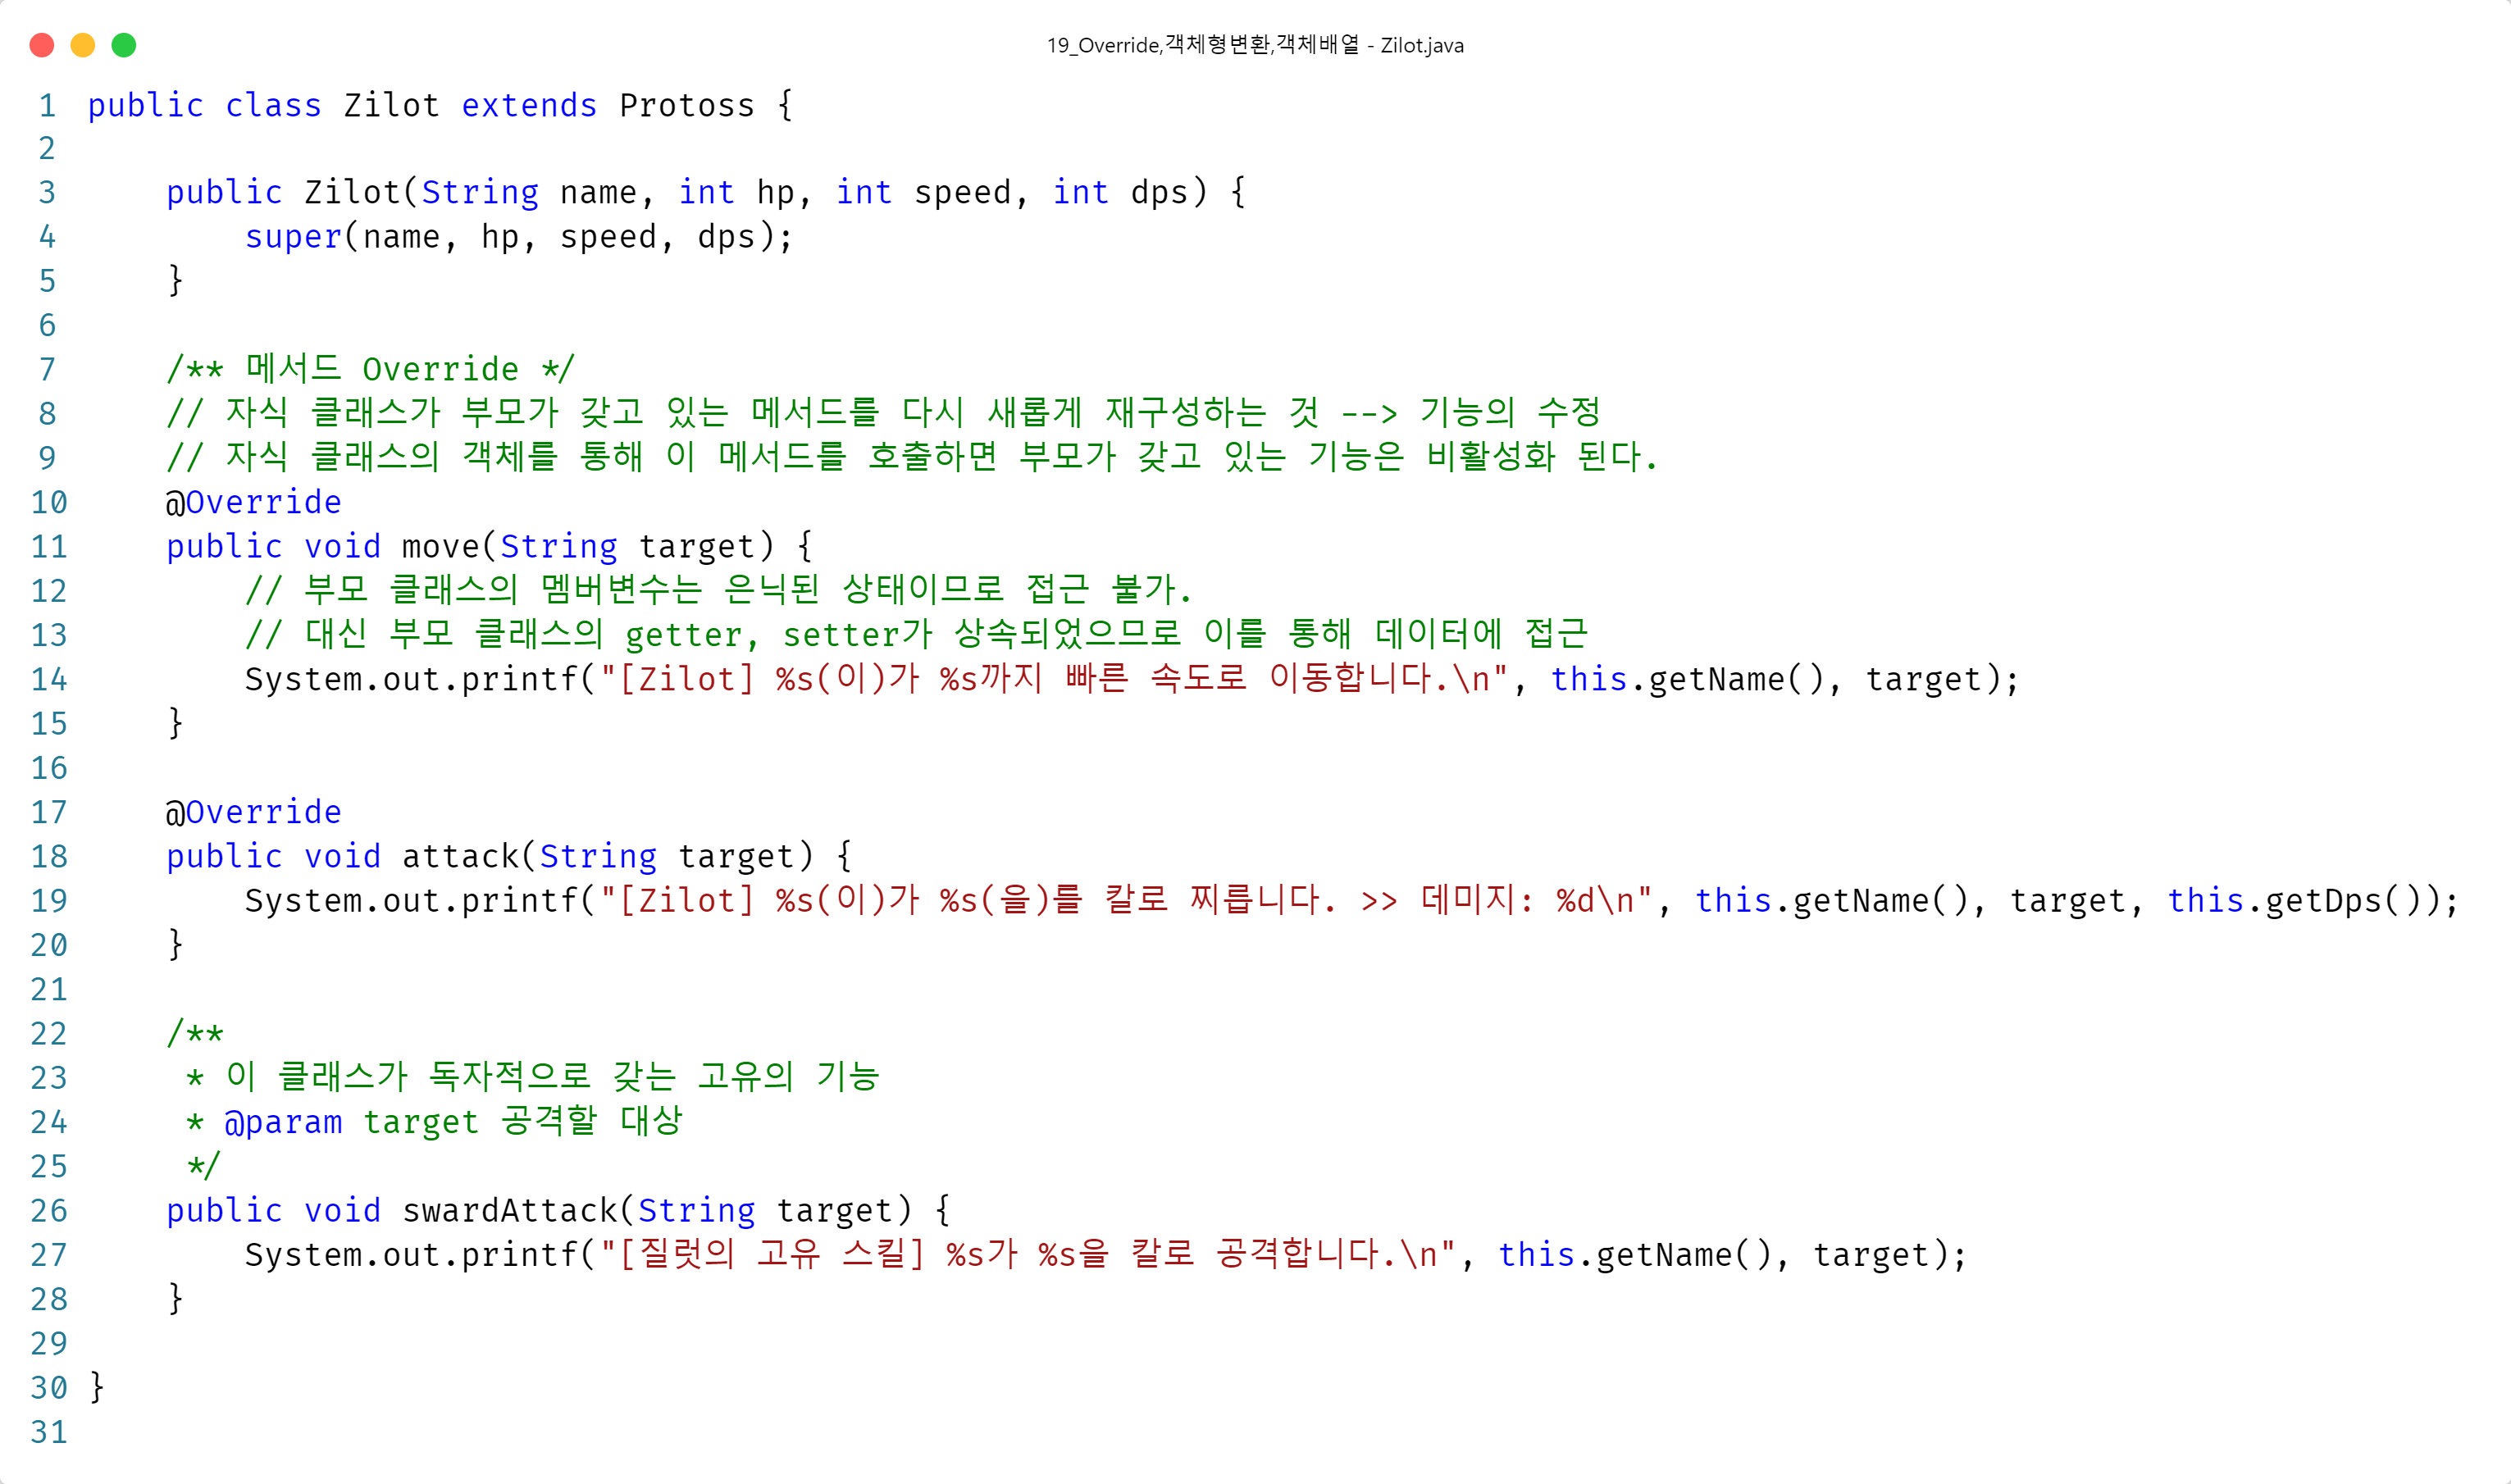 19_Override,객체형변환,객체배열 - Zilot.java
1 public class Zilot extends Protoss {
2
3     public Zilot(String name, int hp, int speed, int dps) {
4         super(name, hp, speed, dps);
5     }
6
7     /** 메서드 Override */
8     // 자식 클래스가 부모가 갖고 있는 메서드를 다시 새롭게 재구성하는 것 --> 기능의 수정
9     // 자식 클래스의 객체를 통해 이 메서드를 호출하면 부모가 갖고 있는 기능은 비활성화 된다.
10     @Override
11     public void move(String target) {
12         // 부모 클래스의 멤버변수는 은닉된 상태이므로 접근 불가.
13         // 대신 부모 클래스의 getter, setter가 상속되었으므로 이를 통해 데이터에 접근
14         System.out.printf("[Zilot] %s(이)가 %s까지 빠른 속도로 이동합니다.\n", this.getName(), target);
15     }
16
17     @Override
18     public void attack(String target) {
19         System.out.printf("[Zilot] %s(이)가 %s(을)를 칼로 찌릅니다. >> 데미지: %d\n", this.getName(), target, this.getDps());
20     }
21
22     /**
23      * 이 클래스가 독자적으로 갖는 고유의 기능
24      * @param target 공격할 대상
25      */
26     public void swardAttack(String target) {
27         System.out.printf("[질럿의 고유 스킬] %s가 %s을 칼로 공격합니다.\n", this.getName(), target);
28     }
29
30 }
31